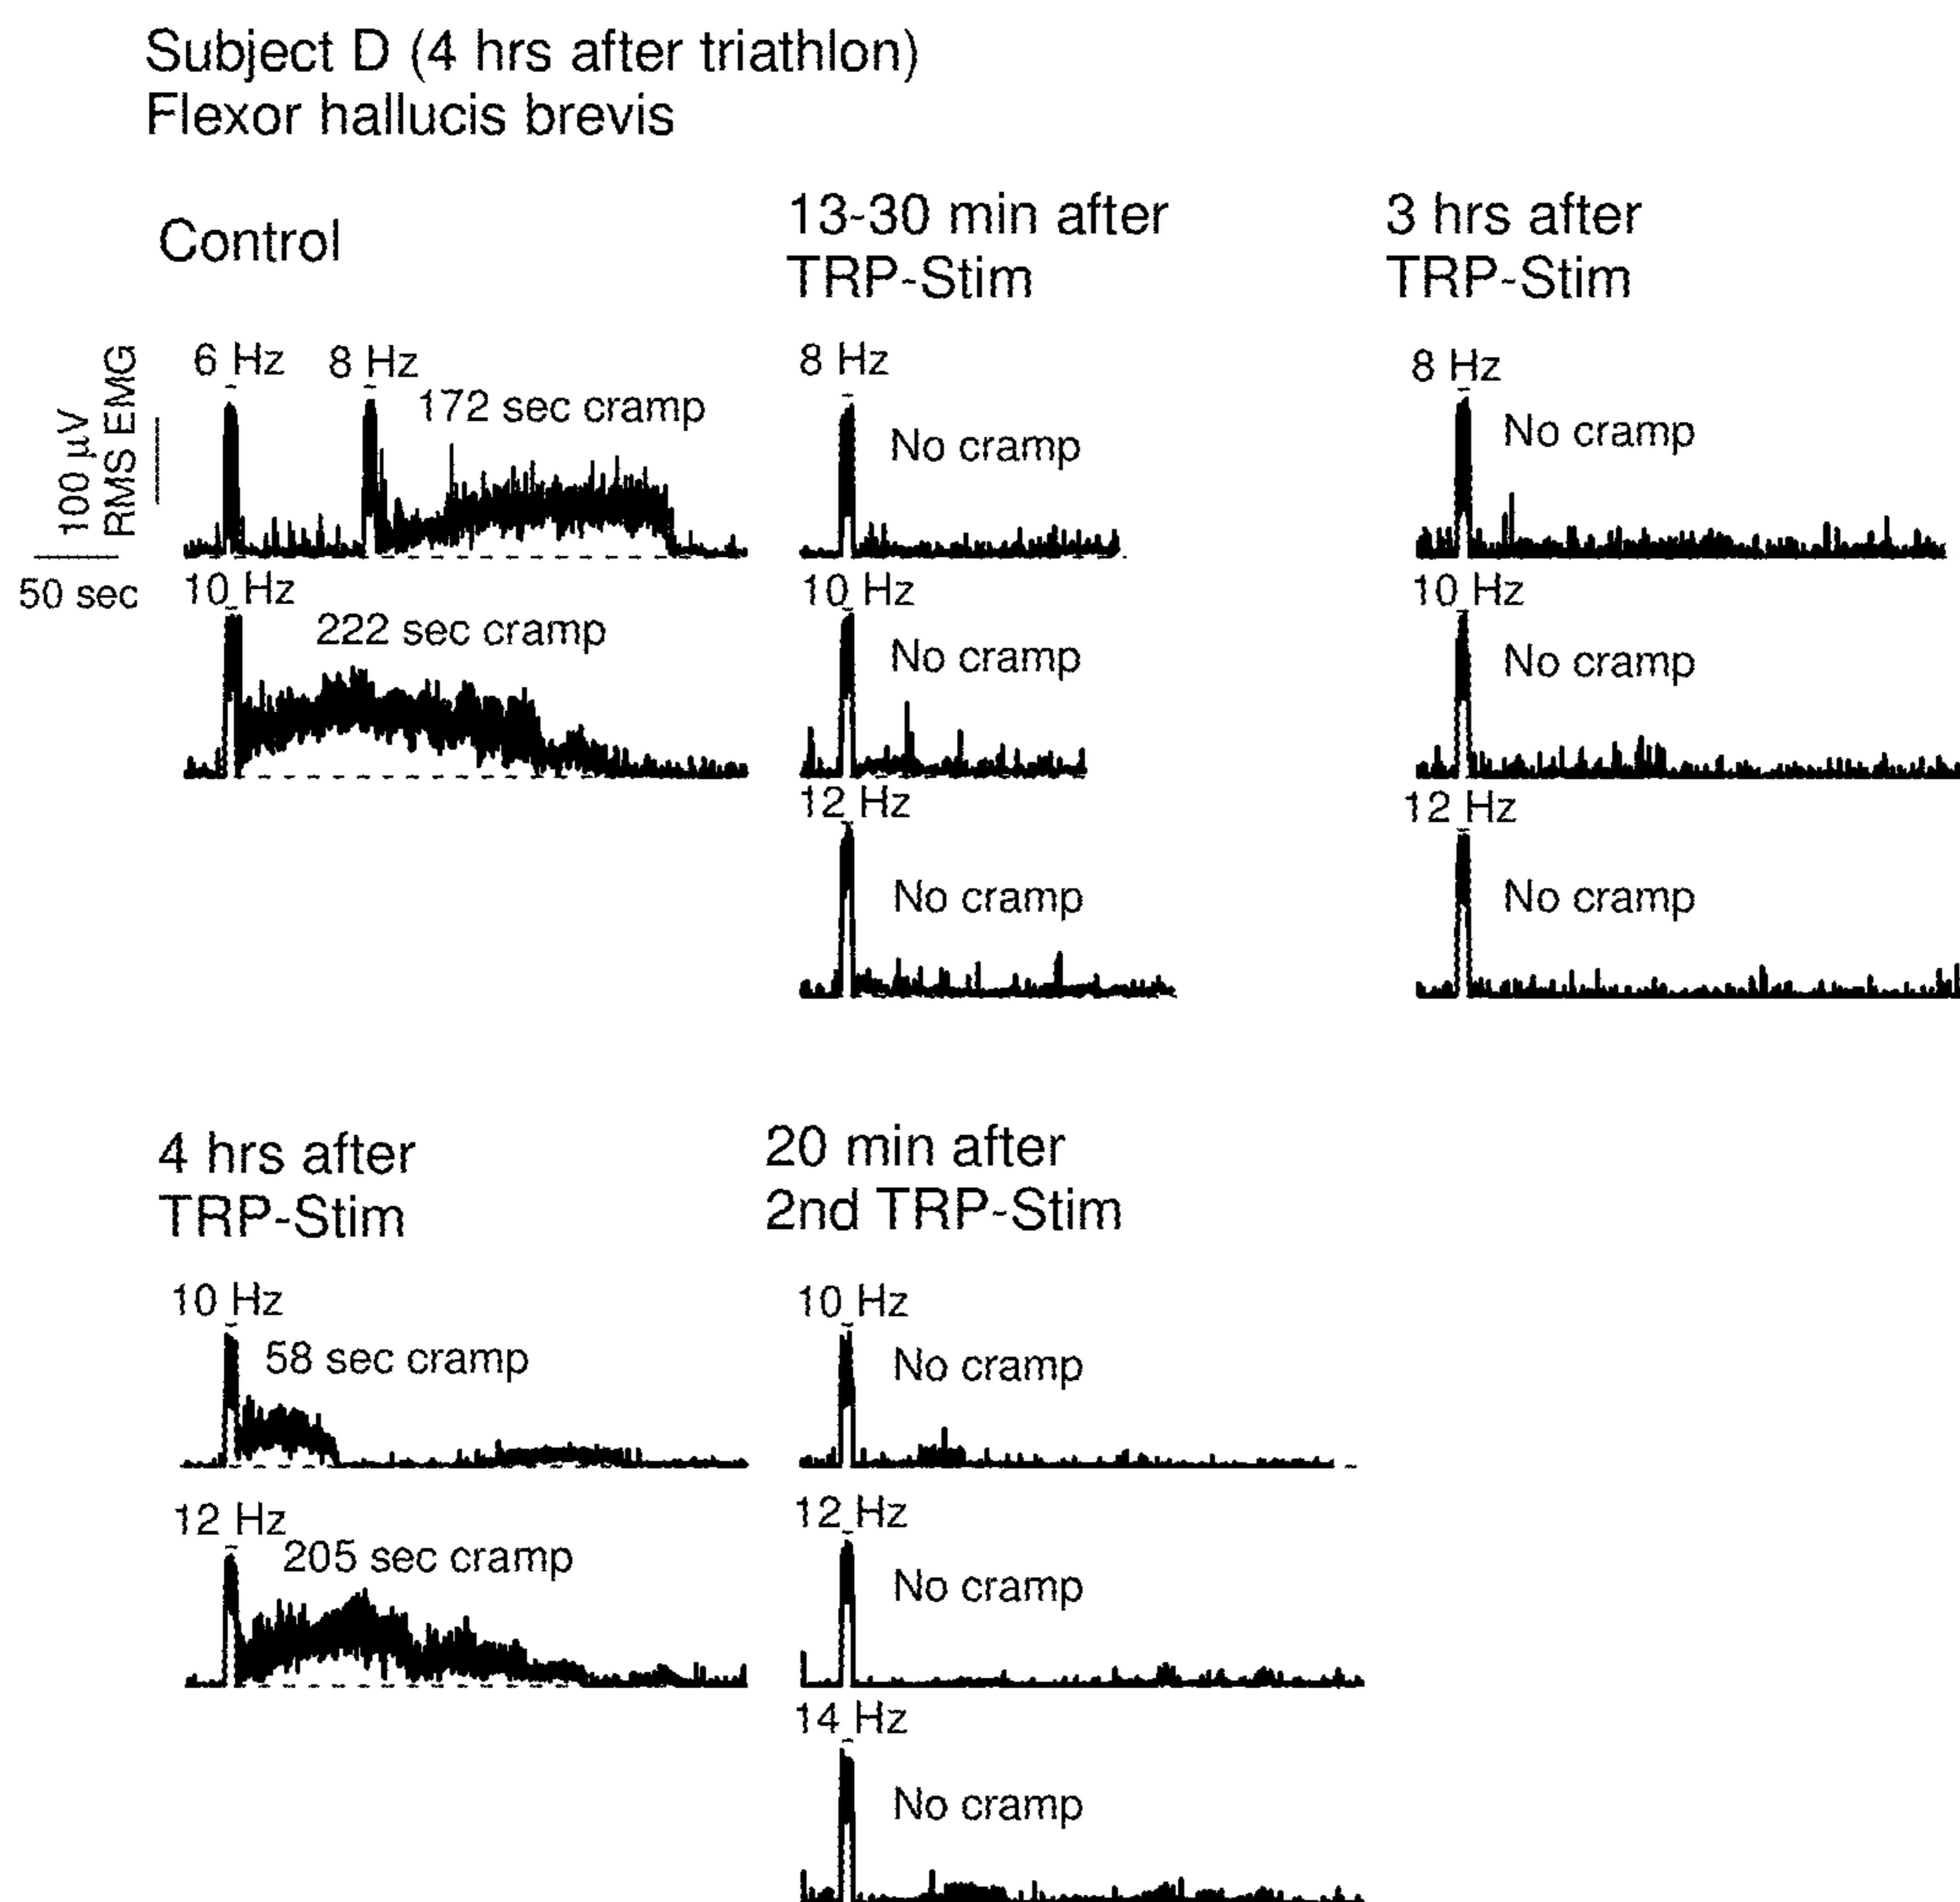 Subject D (4 hrs after triathlon)
Flexor hallucis brevis
Control
13-30 min after
TRP-Stim
3 hrs after
TRP-Stim
100 µV
RMS EMG
50 sec
6 Hz
8 Hz
172 sec cramp
10 Hz
222 sec cramp
8 Hz
No cramp
10 Hz
No cramp
12 Hz
No cramp
8 Hz
No cramp
10 Hz
No cramp
12 Hz
No cramp
4 hrs after
TRP-Stim
10 Hz
58 sec cramp
12 Hz
205 sec cramp
20 min after
2nd TRP-Stim
10 Hz
No cramp
12 Hz
No cramp
14 Hz
No cramp